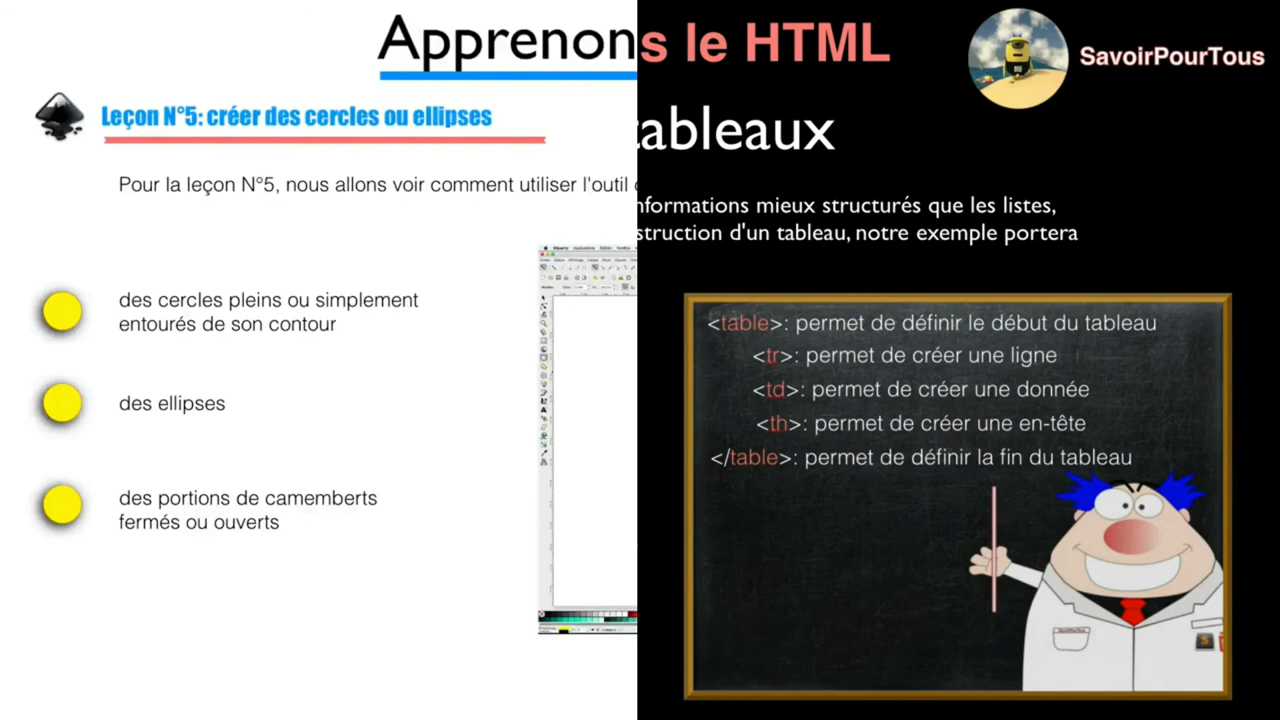 Apprenons le HTML
SavoirPourTous
Leçon N°5: créer des cercles ou ellipses
tableaux
Pour la leçon N°5, nous allons voir comment utiliser l'outil
informations mieux structurés que les listes,
struction d'un tableau, notre exemple portera
des cercles pleins ou simplement
entourés de son contour
des ellipses
des portions de camemberts
fermés ou ouverts
<table>: permet de définir le début du tableau
<tr>: permet de créer une ligne
<td>: permet de créer une donnée
<th>: permet de créer une en-tête
</table>: permet de définir la fin du tableau
SavoirPourTous